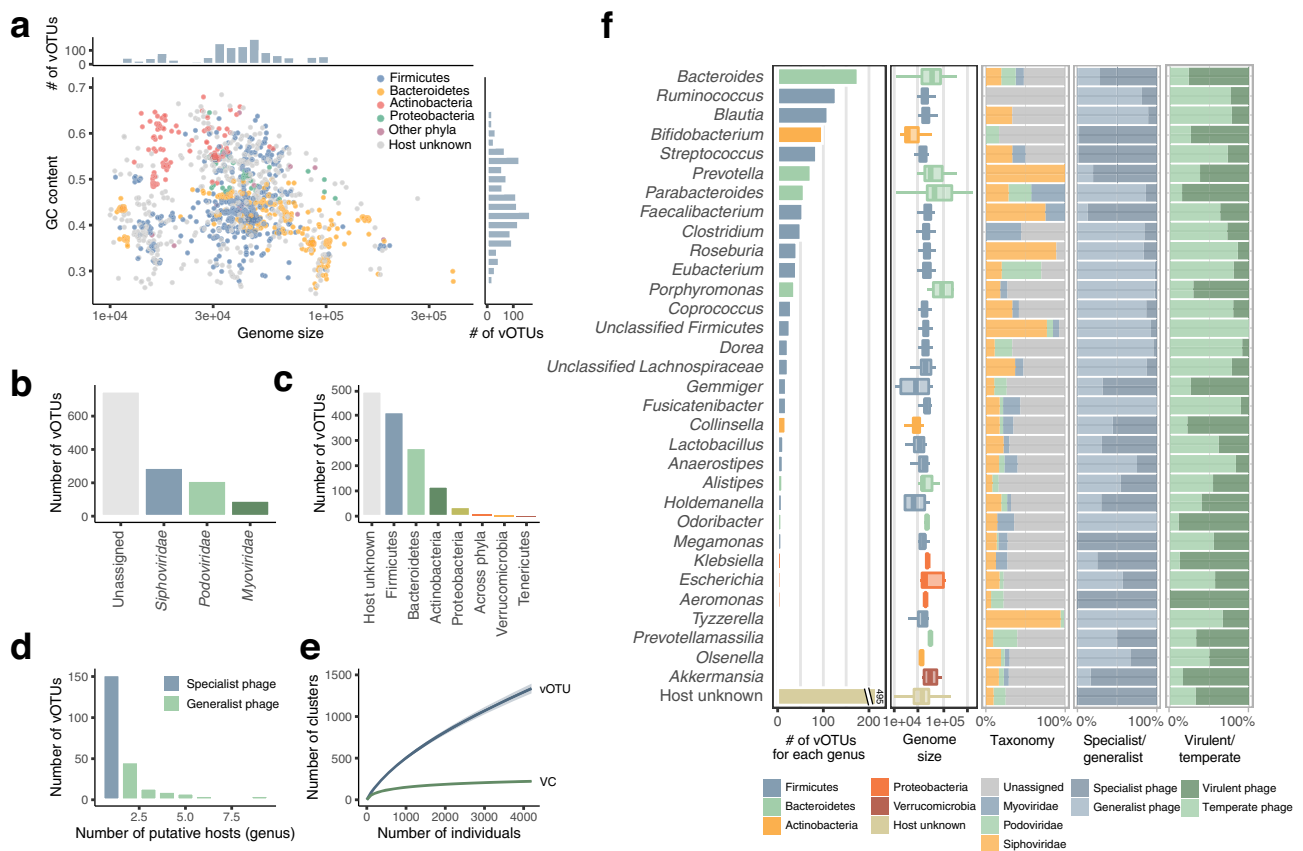 a
# of vOTUs
100
0
Firmicutes
Bacteroidetes
Actinobacteria
Proteobacteria
Other phyla
Host unknown
GC content
0.7
0.6
0.5
0.4
0.3
1e+04
3e+04
1e+05
3e+05
Genome size
0
100
# of vOTUs
b
Number of vOTUs
600
400
200
0
Unassigned
Siphoviridae
Podoviridae
Myoviridae
c
Number of vOTUs
500
400
300
200
100
0
Host unknown
Firmicutes
Bacteroidetes
Actinobacteria
Proteobacteria
Across phyla
Verrucomicrobia
Tenericutes
d
Number of vOTUs
150
100
50
0
Specialist phage
Generalist phage
2.5
5.0
7.5
Number of putative hosts (genus)
e
Number of clusters
1500
1000
500
0
vOTU
VC
0
1000
2000
3000
4000
Number of individuals
f
Bacteroides
Ruminococcus
Blautia
Bifidobacterium
Streptococcus
Prevotella
Parabacteroides
Faecalibacterium
Clostridium
Roseburia
Eubacterium
Porphyromonas
Coprococcus
Unclassified Firmicutes
Dorea
Unclassified Lachnospiraceae
Gemmiger
Fusicatenibacter
Collinsella
Lactobacillus
Anaerostipes
Alistipes
Holdemanella
Odoribacter
Megamonas
Klebsiella
Escherichia
Aeromonas
Tyzzerella
Prevotellamassilia
Olsenella
Akkermansia
Host unknown
495
0 100 200
# of vOTUs
for each genus
1e+04 1e+05
Genome
size
0% 100%
Taxonomy
0% 100%
Specialist/
generalist
0% 100%
Virulent/
temperate
Firmicutes
Bacteroidetes
Actinobacteria
Proteobacteria
Verrucomicrobia
Host unknown
Unassigned
Myoviridae
Podoviridae
Siphoviridae
Specialist phage
Generalist phage
Virulent phage
Temperate phage